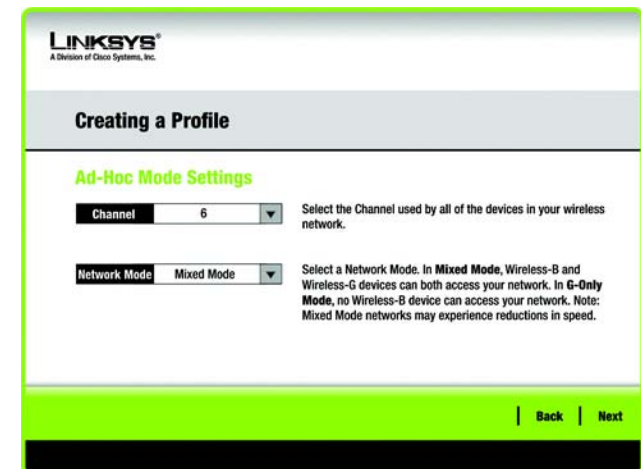 LINKSYS®
A Division of Cisco Systems, Inc.
Creating a Profile
Ad-Hoc Mode Settings
Channel 6
Select the Channel used by all of the devices in your wireless
network.
Network Mode Mixed Mode
Select a Network Mode. In Mixed Mode, Wireless-B and
Wireless-G devices can both access your network. In G-Only
Mode, no Wireless-B device can access your network. Note:
Mixed Mode networks may experience reductions in speed.
Back Next